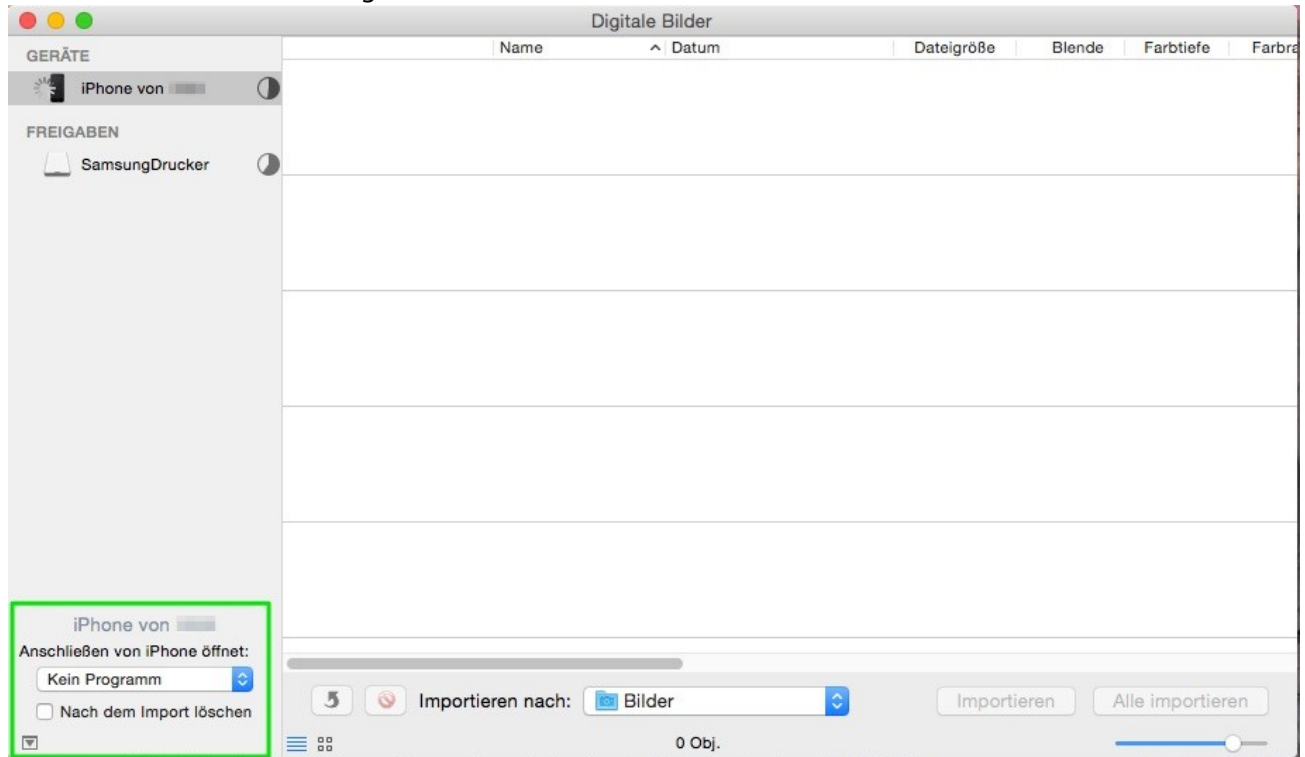 Digitale Bilder
GERÄTE
Name Datum Dateigröße Blende Farbtiefe Farbra
iPhone von
FREIGABEN
SamsungDrucker
iPhone von
Anschließen von iPhone öffnet:
Kein Programm
Nach dem Import löschen
Importieren nach: Bilder Importieren Alle importieren
0 Obj.